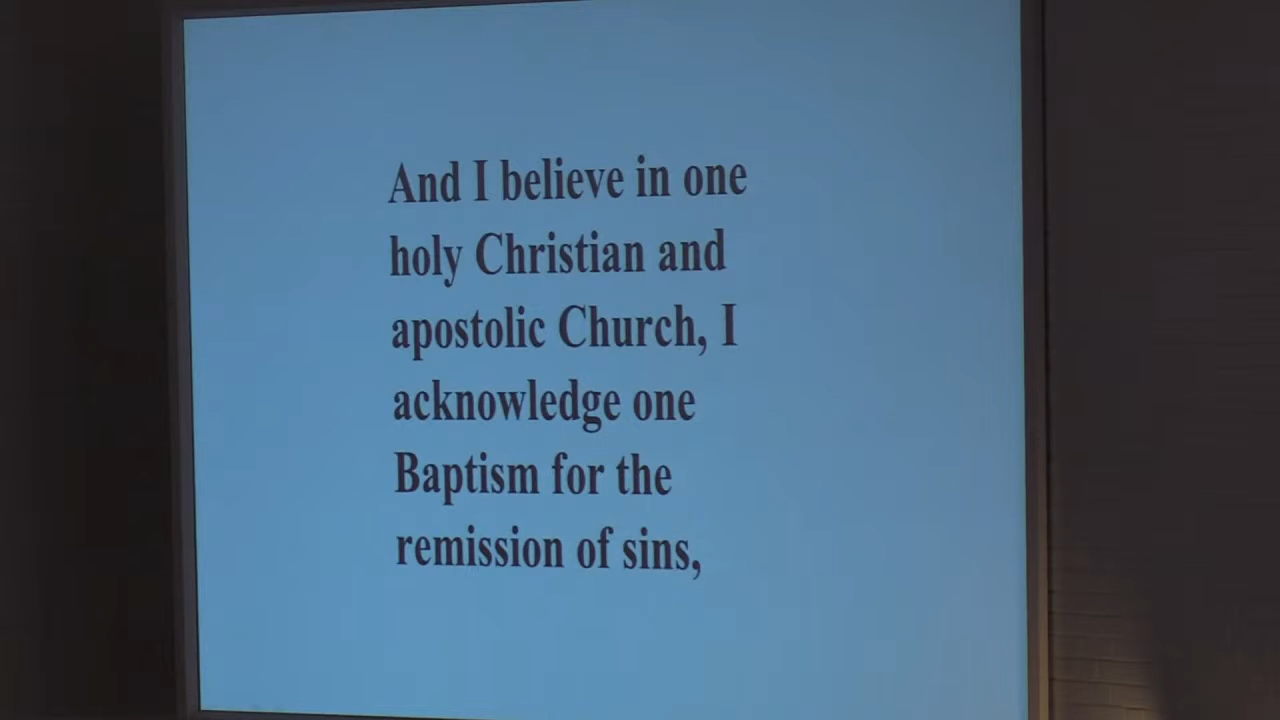 And I believe in one
holy Christian and
apostolic Church, I
acknowledge one
Baptism for the
remission of sins,